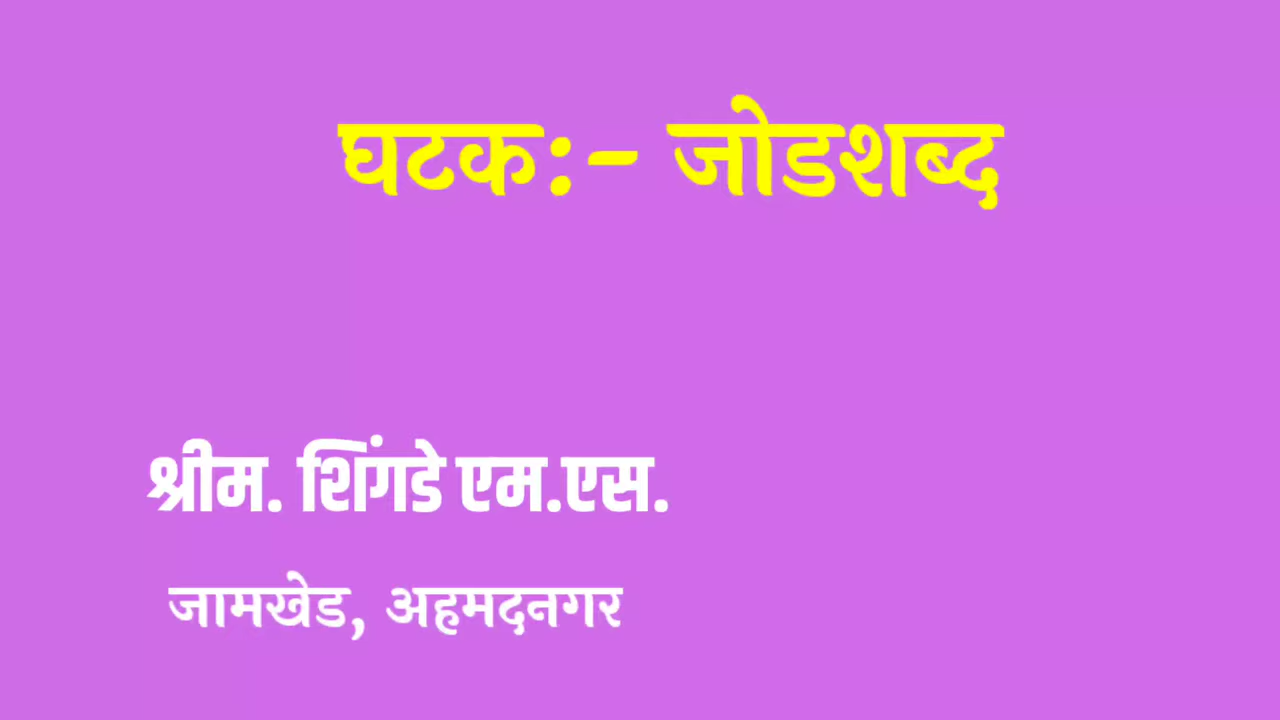 घटक:- जोडशब्द
श्रीम. शिंगडे एम.एस.
जामखेड, अहमदनगर